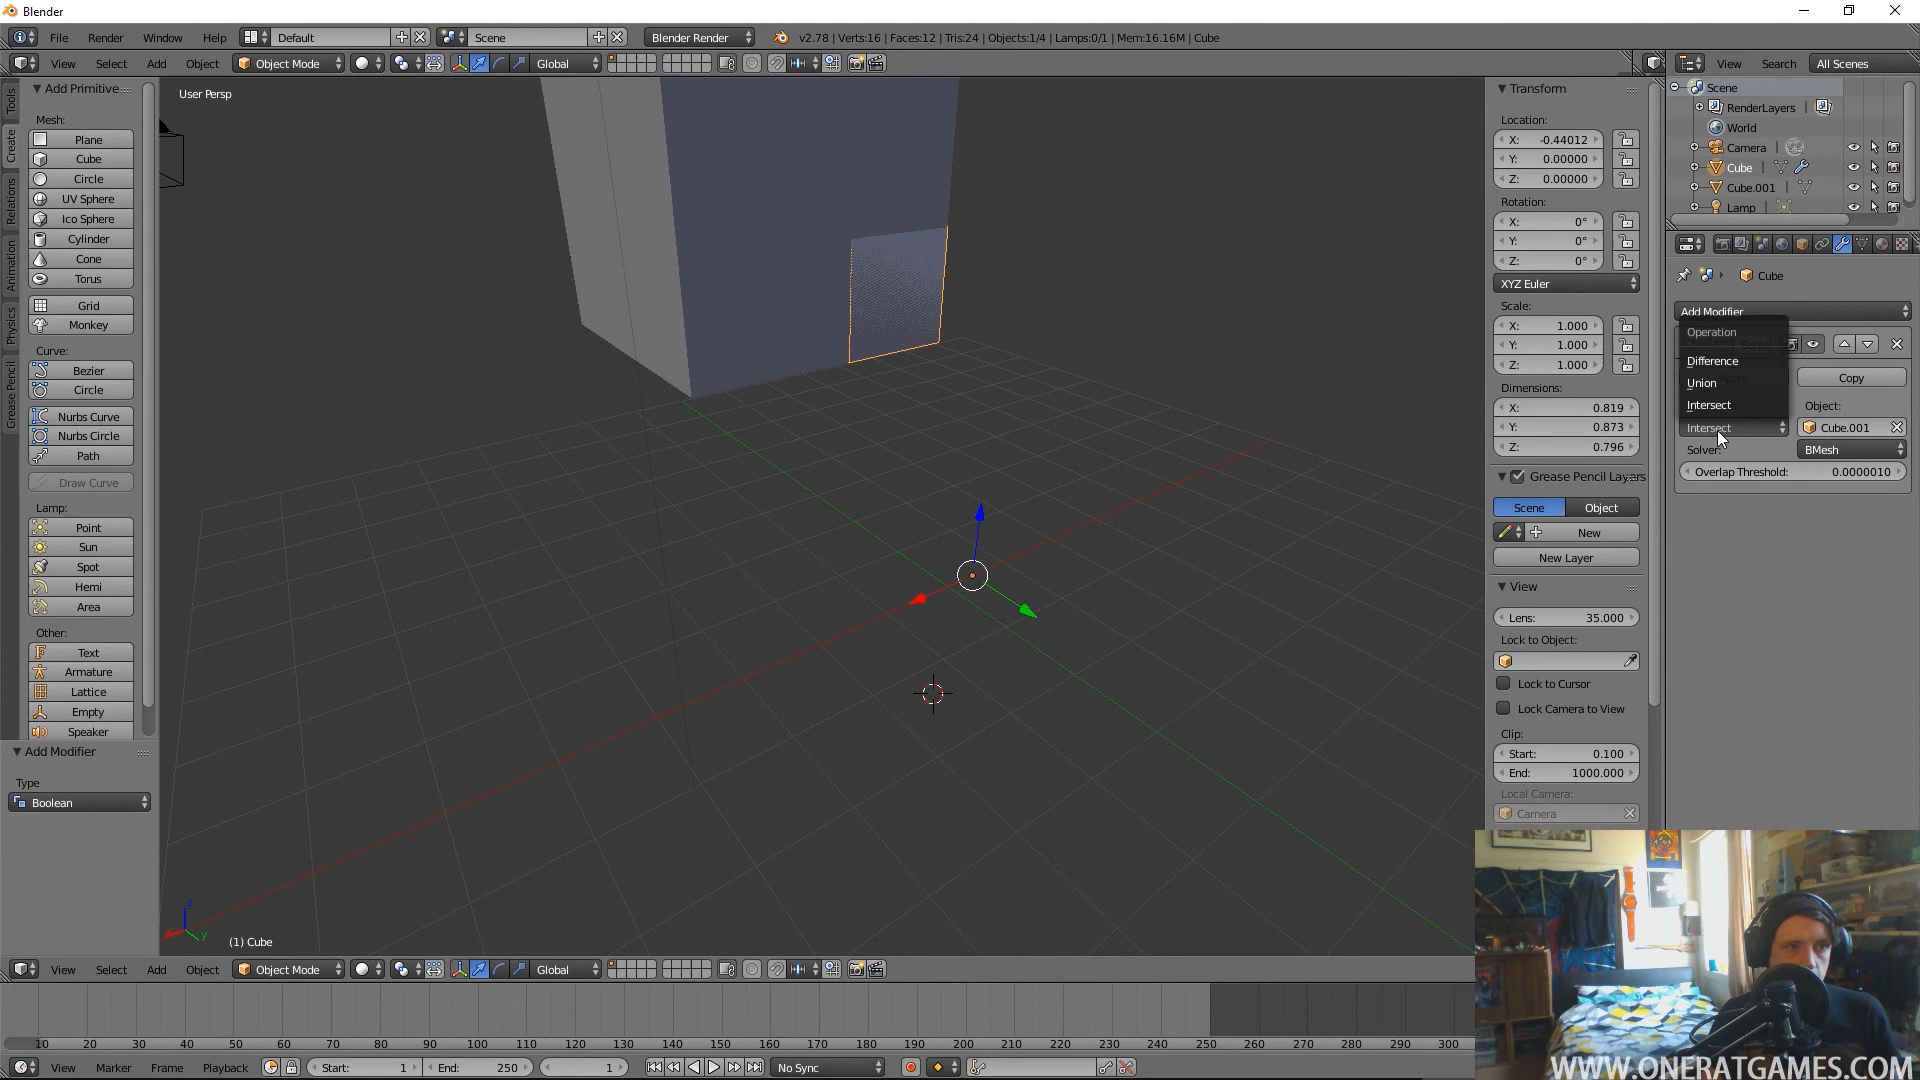 Blender
File Render Window Help Default Scene Blender Render v2.78 | Verts:16 | Faces:12 | Tris:24 | Objects:1/4 | Lamps:0/1 | Mem:16.16M | Cube
View Select Add Object Object Mode Global View Search All Scenes
Tools
Create
Relations
Animation
Physics
Grease Pencil
Add Primitive
Mesh:
Plane
Cube
Circle
UV Sphere
Ico Sphere
Cylinder
Cone
Torus
Grid
Monkey
Curve:
Bezier
Circle
Nurbs Curve
Nurbs Circle
Path
Draw Curve
Lamp:
Point
Sun
Spot
Hemi
Area
Other:
Text
Armature
Lattice
Empty
Speaker
Add Modifier
Type
Boolean
User Persp
(1) Cube
z
y
Transform
Location:
X: -0.44012
Y: 0.00000
Z: 0.00000
Rotation:
X: 0°
Y: 0°
Z: 0°
XYZ Euler
Scale:
X: 1.000
Y: 1.000
Z: 1.000
Dimensions:
X: 0.819
Y: 0.873
Z: 0.796
Grease Pencil Layers
Scene Object
New
New Layer
View
Lens: 35.000
Lock to Object:
Lock to Cursor
Lock Camera to View
Clip:
Start: 0.100
End: 1000.000
Local Camera:
Camera
Scene
RenderLayers
World
Camera
Cube
Cube.001
Lamp
Cube
Add Modifier
Operation
Difference
Union
Intersect
Intersect
Copy
Object:
Cube.001
Solver:
BMesh
Overlap Threshold: 0.0000010
View Select Add Object Object Mode Global
10 20 30 40 50 60 70 80 90 100 110 120 130 140 150 160 170 180 190 200 210 220 230 240 250 260 270 280 290 300
View Marker Frame Playback Start: 1 End: 250 1 No Sync
WWW.ONERATGAMES.COM